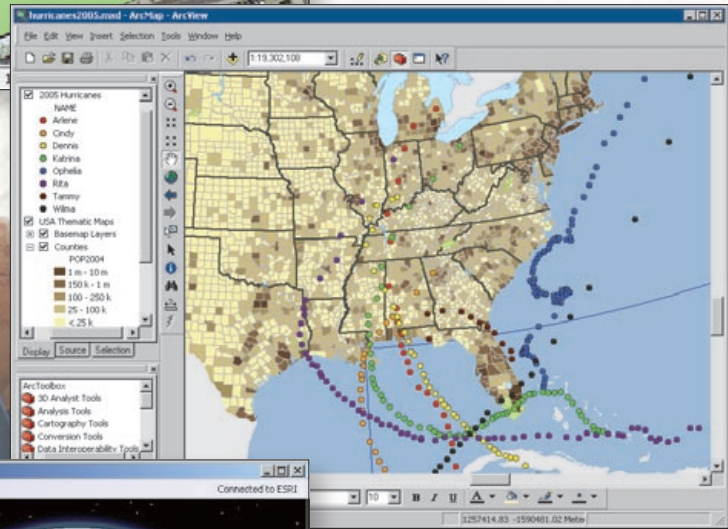 hurricanes2005.mxd - ArcMap - ArcView
File Edit View Insert Selection Tools Window Help
1:19,302,108
2005 Hurricanes
NAME
Arlene
Cindy
Dennis
Katrina
Ophelia
Rita
Tammy
Wilma
USA Thematic Maps
Basemap Layers
Counties
POP2004
1 m - 10 m
150 k - 1 m
100 - 250 k
25 - 100 k
< 25 k
Display Source Selection
ArcToolbox
3D Analyst Tools
Analysis Tools
Cartography Tools
Conversion Tools
Data Interoperability Tools
Connected to ESRI
10 B I U A
1257414.83 -1590481.02 Meters